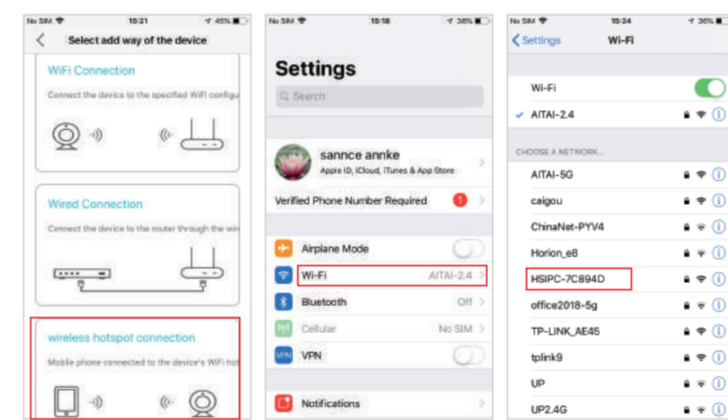 No SIM 15:21 45%
Select add way of the device
WiFi Connection
Connect the device to the specified WiFi configu
Wired Connection
Connect the device to the router through the wir
wireless hotspot connection
Mobile phone connected to the device's WiFi hot
No SIM 15:18 38%
Settings
Search
sannce annke
Apple ID, iCloud, iTunes & App Store
Verified Phone Number Required 1
Airplane Mode
Wi-Fi AITAI-2.4
Bluetooth Off
Cellular No SIM
VPN VPN
Notifications
No SIM 15:24 36%
Settings Wi-Fi
Wi-Fi
AITAI-2.4
CHOOSE A NETWORK...
AITAI-5G
caigou
ChinaNet-PYV4
Horion_e8
HSIPC-7C894D
office2018-5g
TP-LINK_AE45
tplink9
UP
UP2.4G